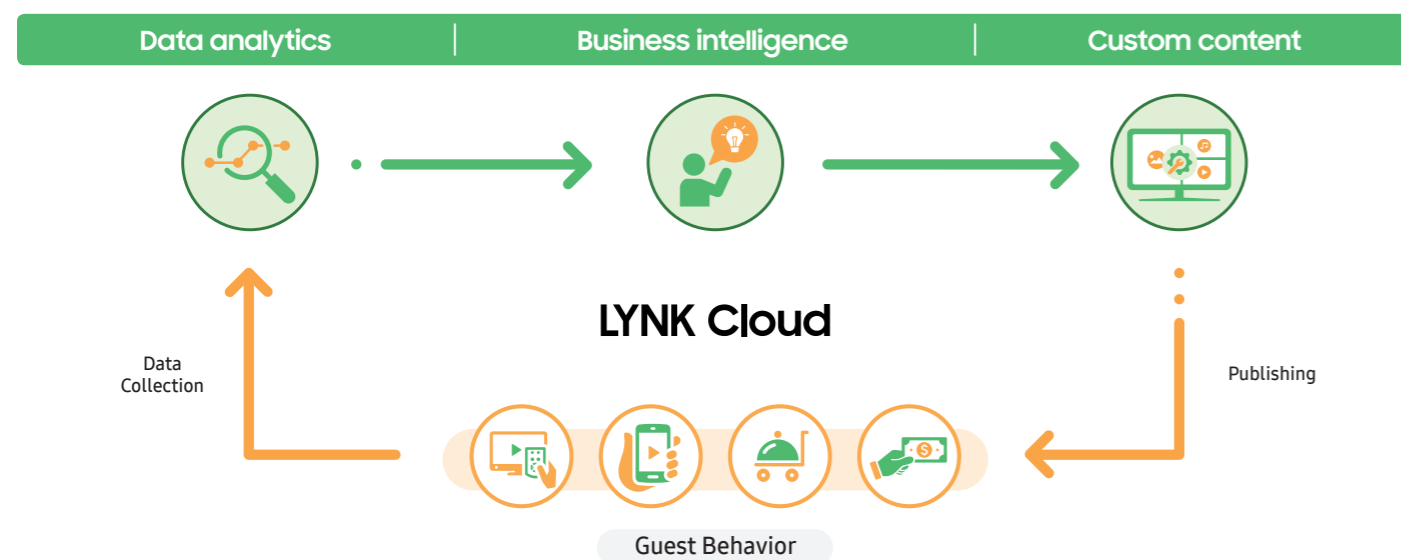 Data analytics
Business intelligence
Custom content
LYNK Cloud
Data
Collection
Publishing
Guest Behavior